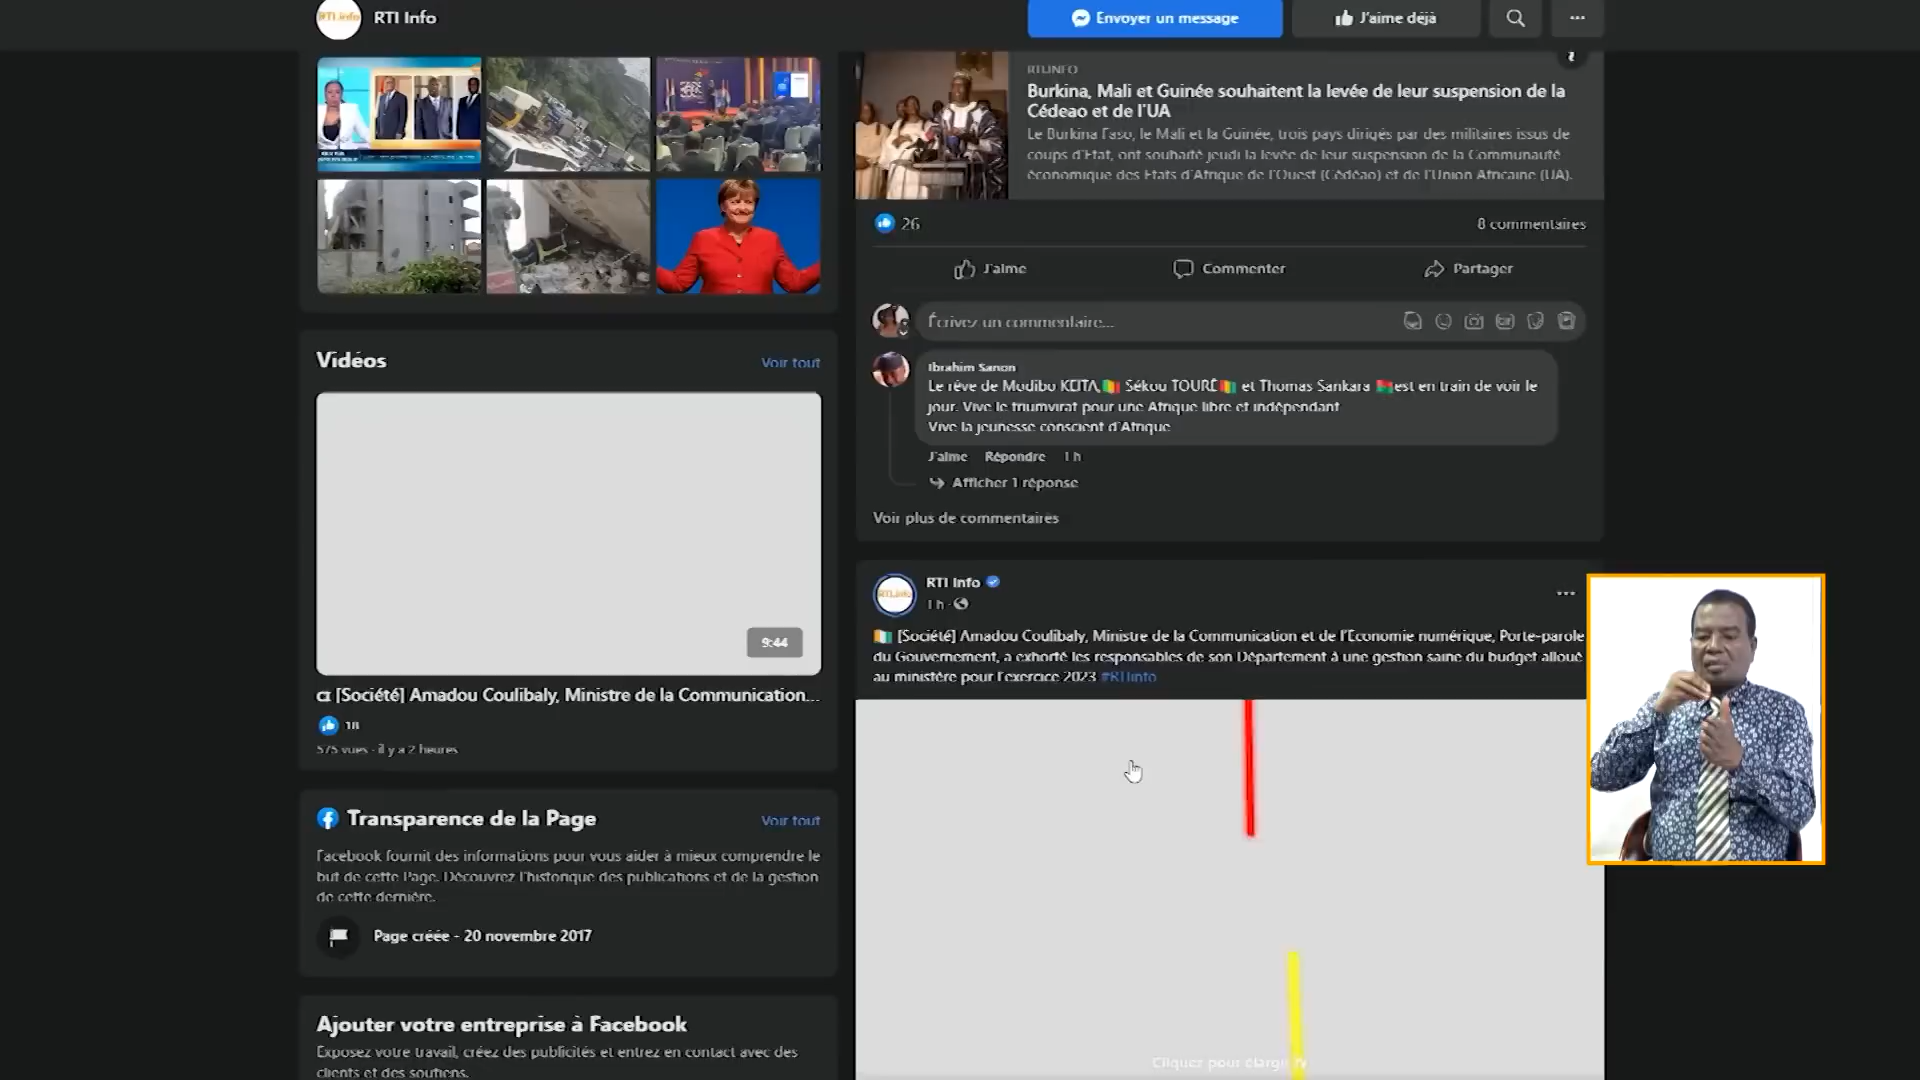 RTI Info
Envoyer un message
J'aime déjà
RTI.INFO
Burkina, Mali et Guinée souhaitent la levée de leur suspension de la
Cédeao et de l'UA
Le Burkina Faso, le Mali et la Guinée, trois pays dirigés par des militaires issus de
coups d'Etat, ont souhaité jeudi la levée de leur suspension de la Communauté
économique des Etats d'Afrique de l'Ouest (Cédéao) et de l'Union Africaine (UA).
26
8 commentaires
J'aime
Commenter
Partager
Écrivez un commentaire...
Ibrahim Sanon
Le rêve de Modibo KEITA, Sékou TOURÉ et Thomas Sankara est en train de voir le
jour. Vive le triumvirat pour une Afrique libre et indépendant
Vive la jeunesse conscient d'Afrique
J'aime Répondre 1 h
Afficher 1 réponse
Voir plus de commentaires
Vidéos
Voir tout
9:44
[Société] Amadou Coulibaly, Ministre de la Communication...
18
575 vues · il y a 2 heures
Transparence de la Page
Voir tout
Facebook fournit des informations pour vous aider à mieux comprendre le
but de cette Page. Découvrez l'historique des publications et de la gestion
de cette dernière.
Page créée - 20 novembre 2017
Ajouter votre entreprise à Facebook
Exposez votre travail, créez des publicités et entrez en contact avec des
clients et des soutiens.
RTI Info
1 h
[Société] Amadou Coulibaly, Ministre de la Communication et de l'Economie numérique, Porte-parole
du Gouvernement, a exhorté les responsables de son Département à une gestion saine du budget alloué
au ministère pour l'exercice 2023 #RTIinfo
Cliquez pour élargir